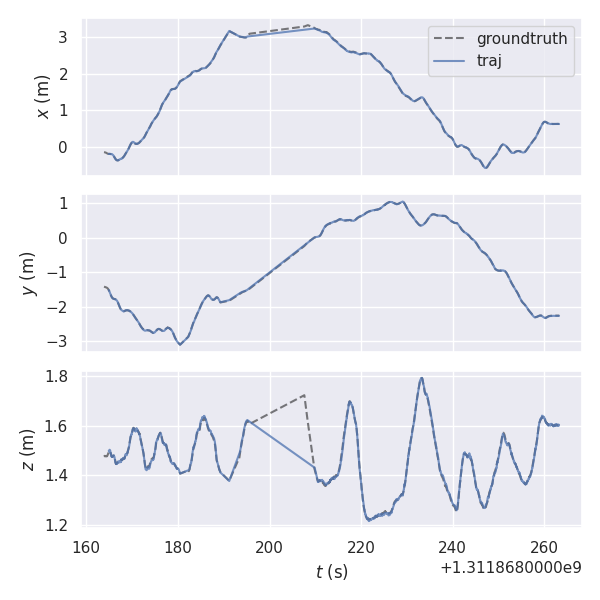 3
2
1
0
x (m)
groundtruth
traj
1
0
−1
−2
−3
y (m)
1.8
1.6
1.4
1.2
z (m)
160 180 200 220 240 260
t (s)
+1.3118680000e9